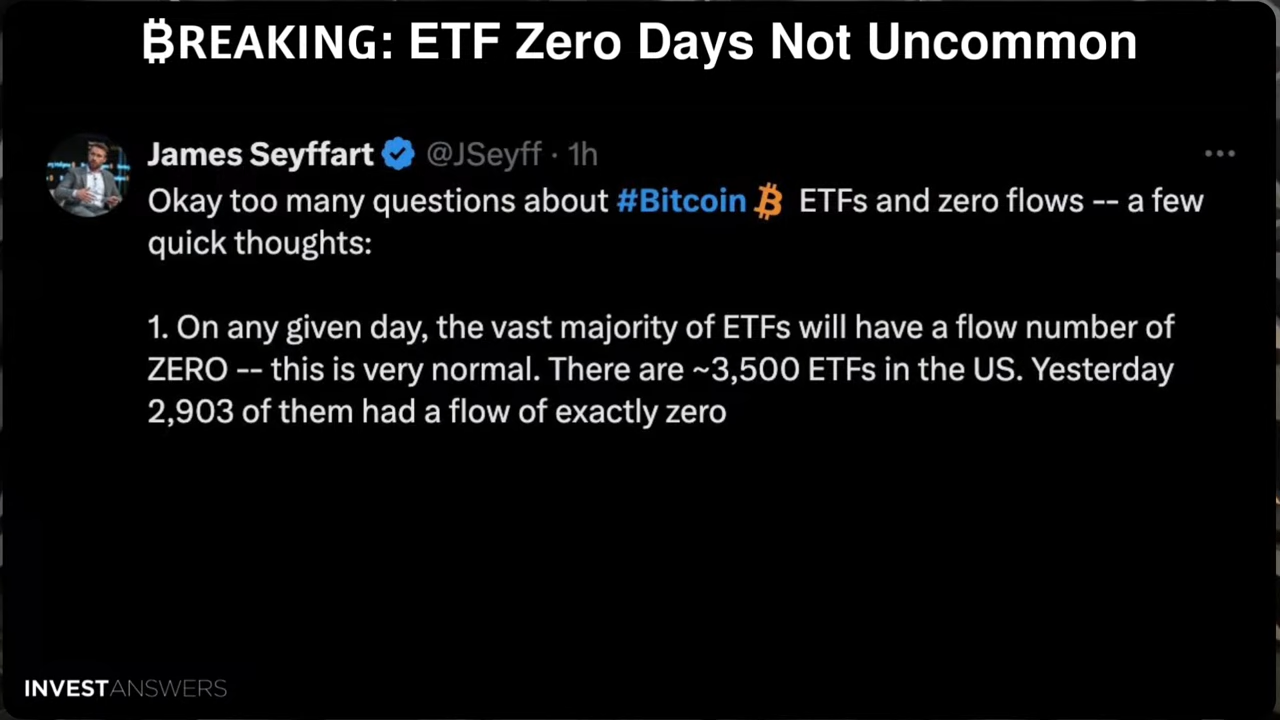 ₿REAKING: ETF Zero Days Not Uncommon
James Seyffart @JSeyff · 1h
Okay too many questions about #Bitcoin ETFs and zero flows -- a few
quick thoughts:
1. On any given day, the vast majority of ETFs will have a flow number of
ZERO -- this is very normal. There are ~3,500 ETFs in the US. Yesterday
2,903 of them had a flow of exactly zero
INVESTANSWERS